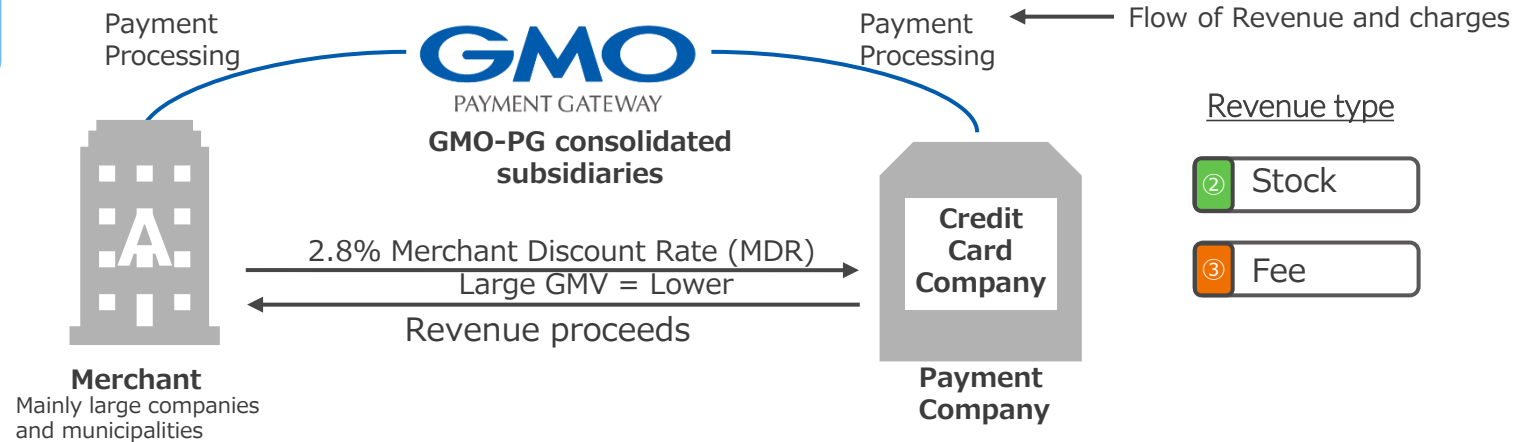 Payment
Processing
GMO
PAYMENT GATEWAY
GMO-PG consolidated
subsidiaries
Payment
Processing
Flow of Revenue and charges
Revenue type
② Stock
③ Fee
A
2.8% Merchant Discount Rate (MDR)
Large GMV = Lower
Revenue proceeds
Credit
Card
Company
Merchant
Mainly large companies
and municipalities
Payment
Company